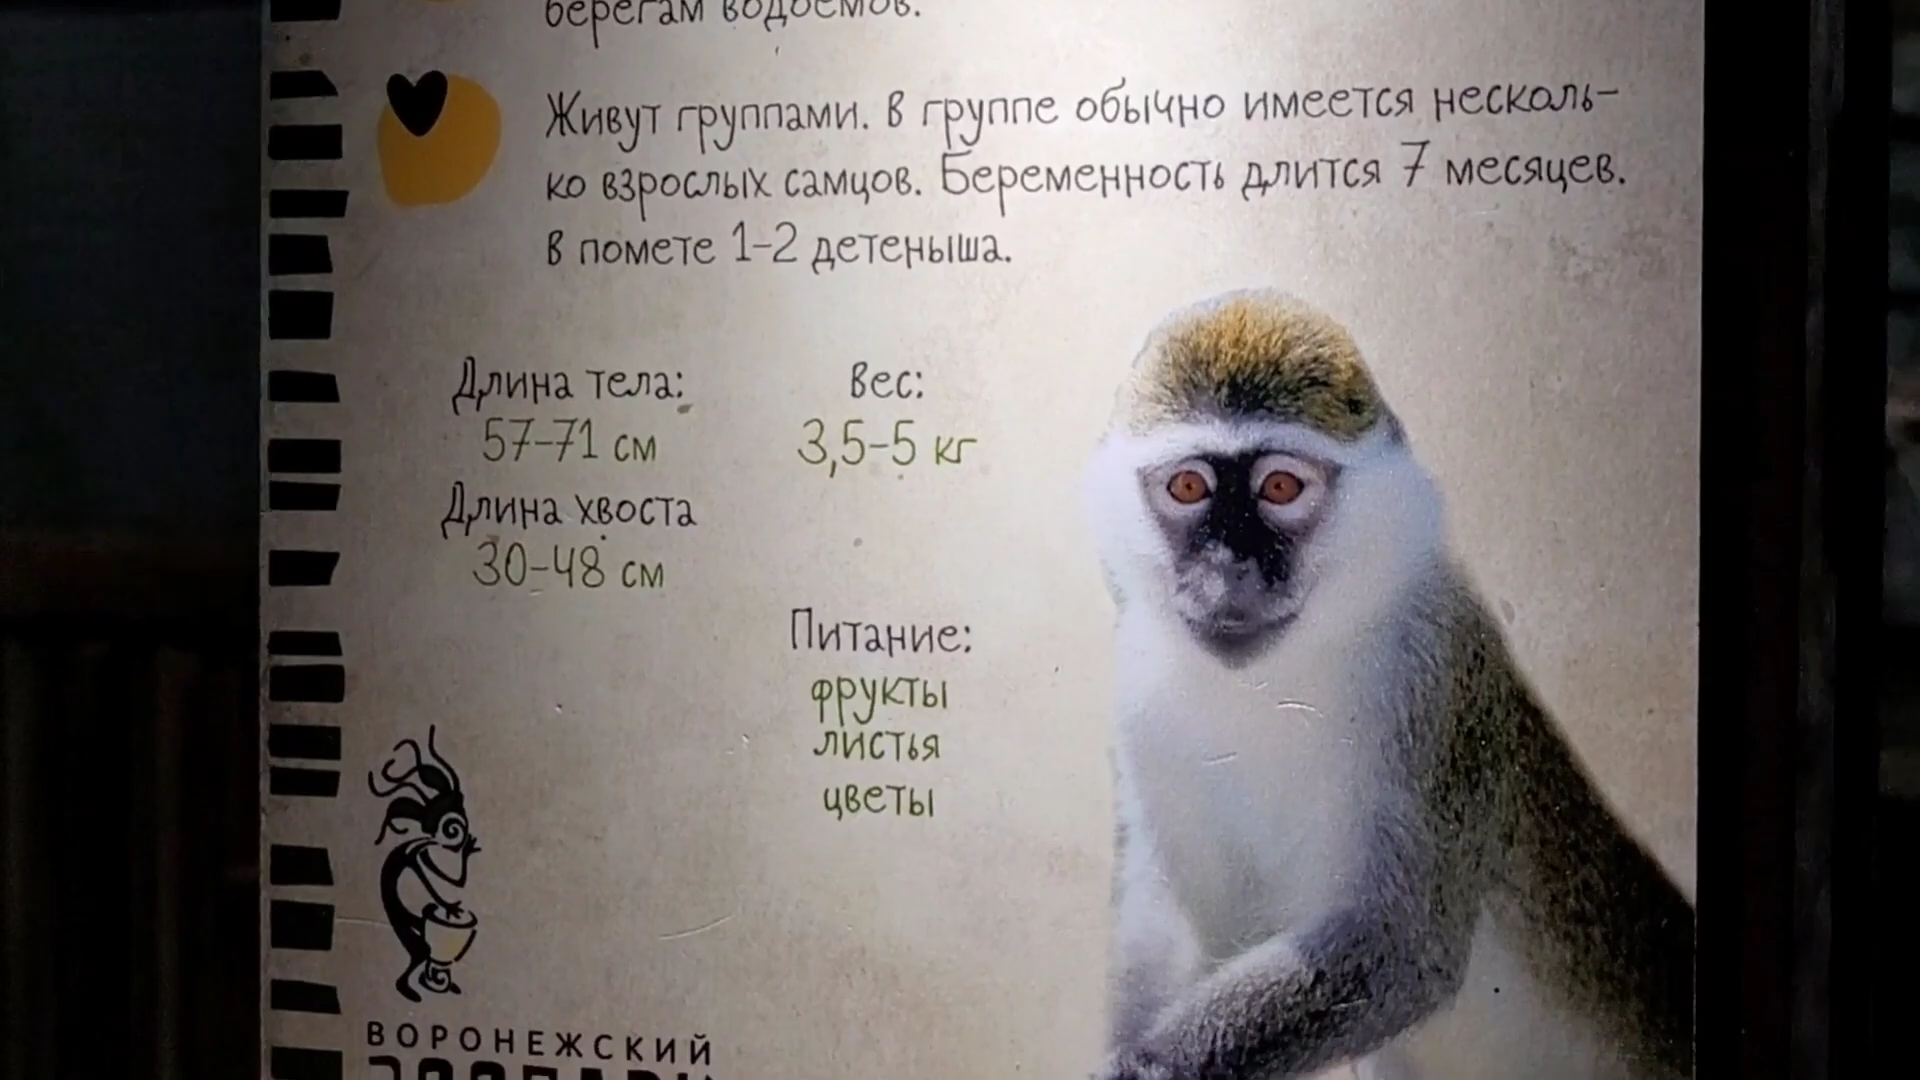 берегам водоемов.
Живут группами. В группе обычно имеется несколь-
ко взрослых самцов. Беременность длится 7 месяцев.
В помете 1-2 детеныша.
Длина тела:
57-71 см
Длина хвоста
30-48 см
Вес:
3,5-5 кг
Питание:
фрукты
листья
цветы
ВОРОНЕЖСКИЙ
ЗООПАРК